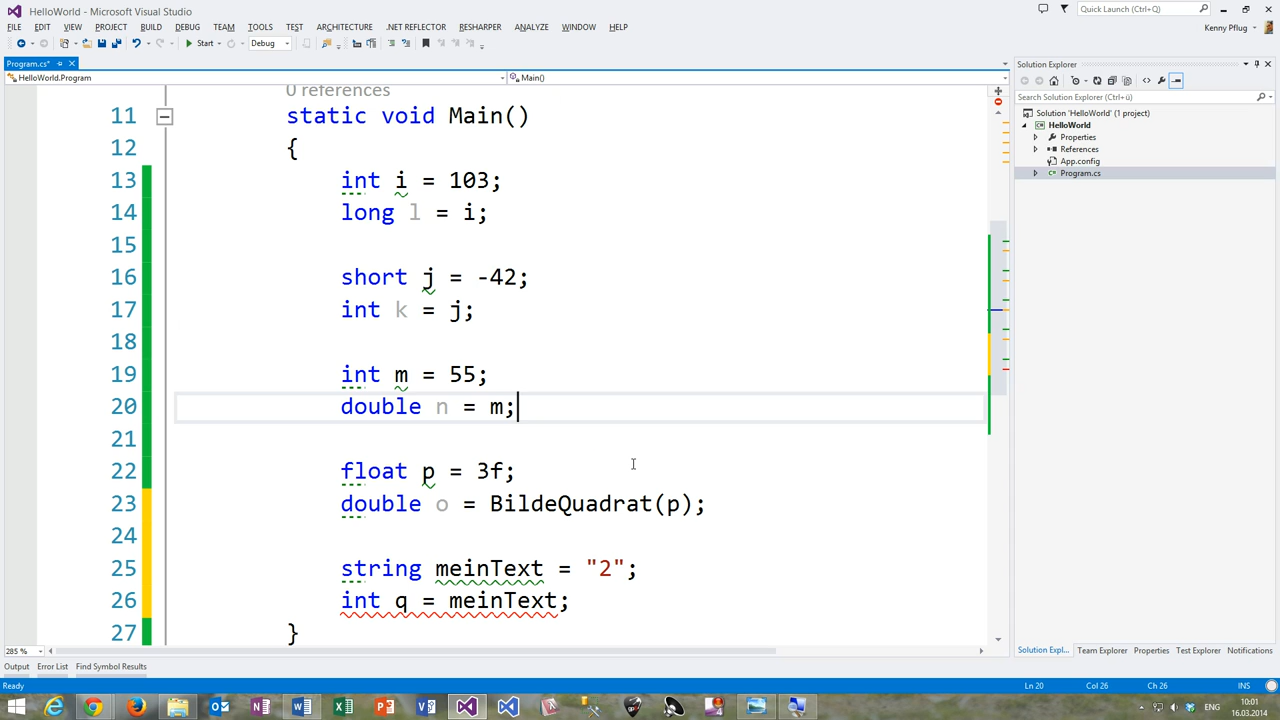 HelloWorld - Microsoft Visual Studio
Quick Launch (Ctrl+Q)
FILE EDIT VIEW PROJECT BUILD DEBUG TEAM TOOLS TEST ARCHITECTURE .NET REFLECTOR RESHARPER ANALYZE WINDOW HELP
Kenny Pflug
Start Debug
Program.cs*
Solution Explorer
HelloWorld.Program
Main()
Search Solution Explorer (Ctrl+ü)
Solution 'HelloWorld' (1 project)
HelloWorld
Properties
References
App.config
Program.cs
0 references
11 static void Main()
12 {
13 int i = 103;
14 long l = i;
15
16 short j = -42;
17 int k = j;
18
19 int m = 55;
20 double n = m;
21
22 float p = 3f;
23 double o = BildeQuadrat(p);
24
25 string meinText = "2";
26 int q = meinText;
27 }
285 %
Solution Expl... Team Explorer Properties Test Explorer Notifications
Output Error List Find Symbol Results
Ready Ln 20 Col 26 Ch 26 INS
10:01
16.03.2014